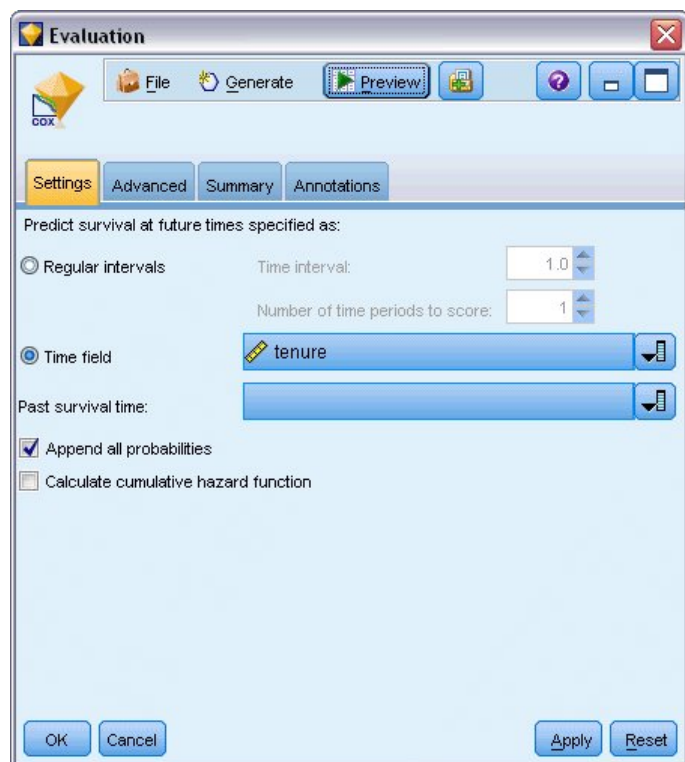 Evaluation
File Generate Preview
COX
Settings Advanced Summary Annotations
Predict survival at future times specified as:
Regular intervals Time interval: 1.0
Number of time periods to score: 1
Time field tenure
Past survival time:
Append all probabilities
Calculate cumulative hazard function
OK Cancel Apply Reset